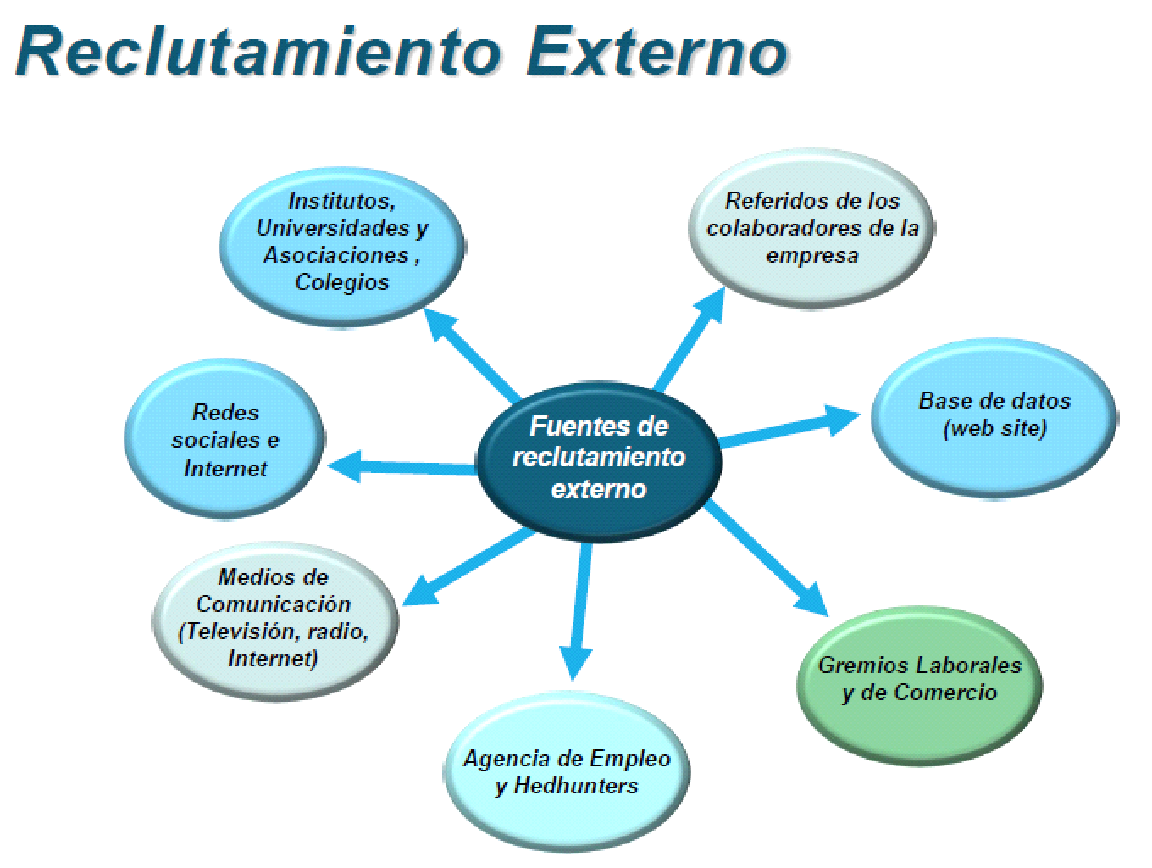 Reclutamiento Externo
Institutos,
Universidades y
Asociaciones ,
Colegios
Referidos de los
colaboradores de la
empresa
Redes
sociales e
Internet
Fuentes de
reclutamiento
externo
Base de datos
(web site)
Medios de
Comunicación
(Televisión, radio,
Internet)
Gremios Laborales
y de Comercio
Agencia de Empleo
y Hedhunters